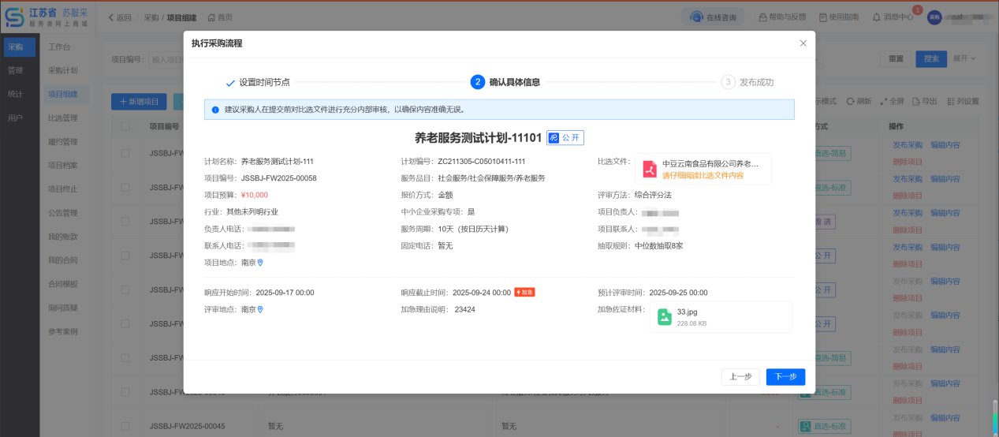 江苏省 苏服采
服务类网上商城
返回 采购 / 项目组建 首页
在线咨询 帮助与反馈 使用指南 消息中心 1 采购
采购
管理
统计
用户
工作台
采购计划
项目组建
比选管理
履约管理
项目档案
项目终止
公告管理
我的账款
我的合同
合同模板
询问质疑
参考案例
项目编号：
重置 搜索 展开
+ 新增项目
示模式 刷新 全屏 导出 列设置
项目编号 方式 操作
执行采购流程
设置时间节点 2 确认具体信息 3 发布成功
建议采购人在提交前对比选文件进行充分内部审核，以确保内容准确无误。
养老服务测试计划-11101 公开
计划名称：养老服务测试计划-111 计划编号：ZC211305-C05010411-111 比选文件：中豆云南食品有限公司养老...
请仔细阅读比选文件内容
项目编号：JSSBJ-FW2025-00058 服务品目：社会服务/社会保障服务/养老服务
项目预算：¥10,000 报价方式：金额 评审方法：综合评分法
行业：其他未列明行业 中小企业采购专项：是 项目负责人：
负责人电话： 服务周期：10天（按日历天计算） 项目联系人：
联系人电话： 固定电话：暂无 抽取规则：中位数抽取8家
项目地点：南京
响应开始时间：2025-09-17 00:00 响应截止时间：2025-09-24 00:00 加急 预计评审时间：2025-09-25 00:00
评审地点：南京 加急理由说明：23424 加急佐证材料：33.jpg
228.08 KB
上一步 下一步
JSSBJ-FW 直选-简易 发布采购 编辑内容
删除项目
JSSBJ-FW 直选-标准 发布采购 编辑内容
删除项目
JSSBJ-FW 邀请 发布采购 编辑内容
删除项目
JSSBJ-FW 公开 发布采购 编辑内容
删除项目
JSSBJ-FW 公开 发布采购 编辑内容
删除项目
JSSBJ-FW 公开 发布采购 编辑内容
删除项目
JSSBJ-FW 直选-简易 发布采购 编辑内容
删除项目
JSSBJ-FW 直选-标准 发布采购 编辑内容
删除项目
JSSBJ-FW2025-00045 暂无 暂无 - 直选-标准 发布采购 编辑内容
删除项目